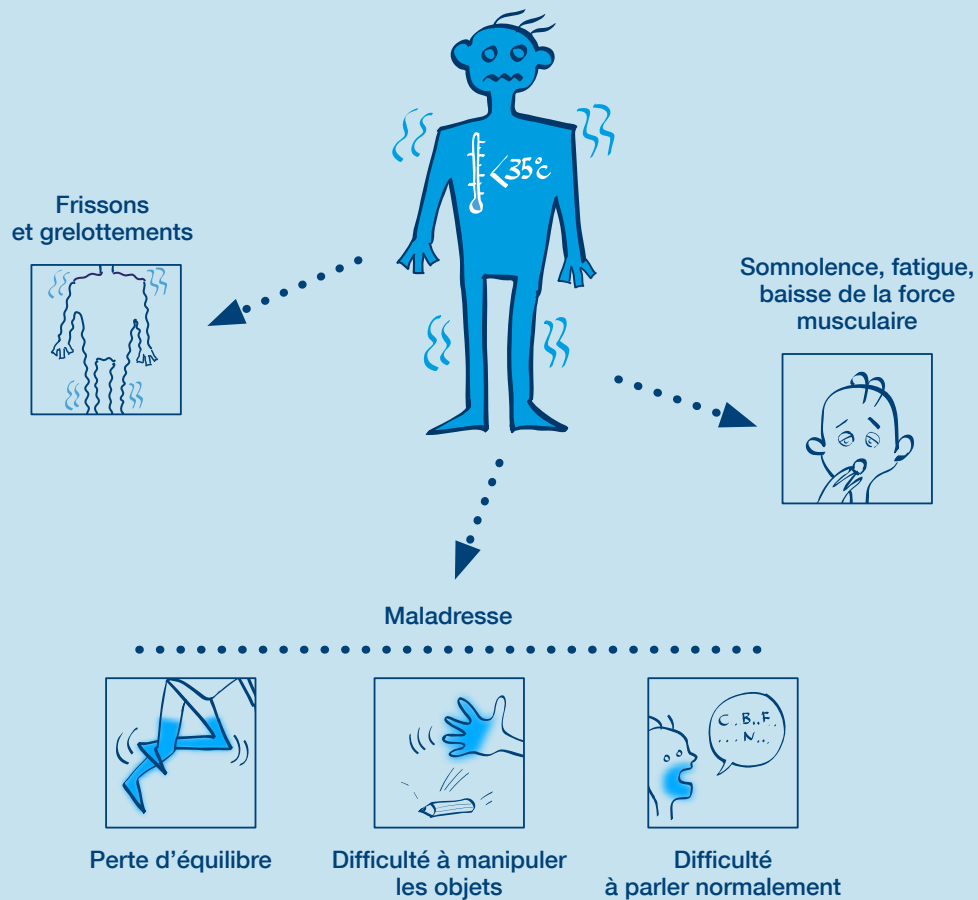 <35°c
Frissons
et grelottements
Somnolence, fatigue,
baisse de la force
musculaire
Maladresse
C.B..F.
...N...
Perte d'équilibre
Difficulté à manipuler
les objets
Difficulté
à parler normalement